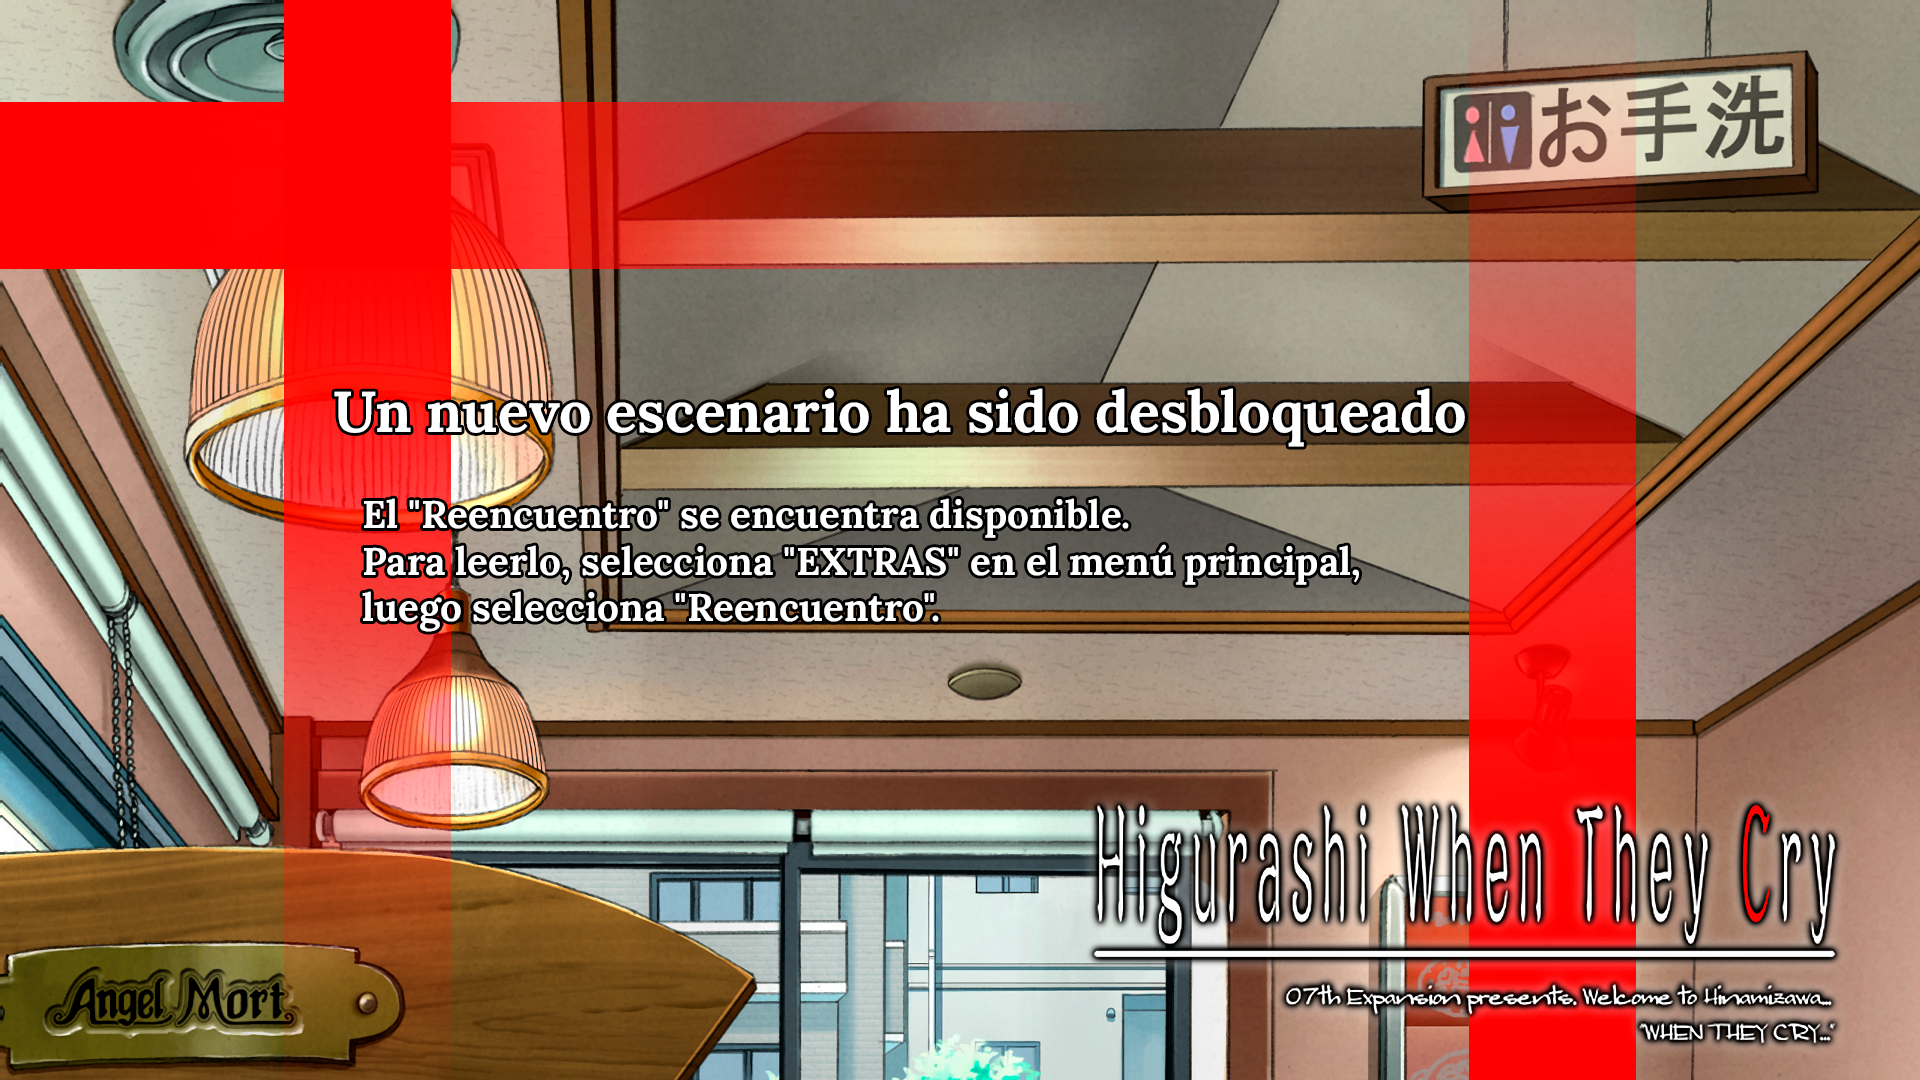 お手洗
Un nuevo escenario ha sido desbloqueado
El "Reencuentro" se encuentra disponible.
Para leerlo, selecciona "EXTRAS" en el menú principal,
luego selecciona "Reencuentro".
Higurashi When They Cry
07th Expansion presents. Welcome to Hinamizawa...
"WHEN THEY CRY..."
Angel Mort